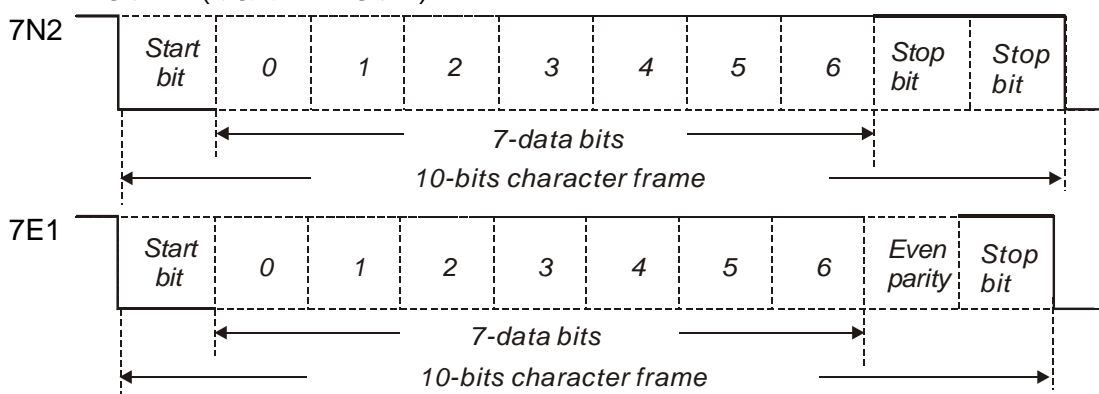 7N2
Start bit 0 1 2 3 4 5 6 Stop bit Stop bit
7-data bits
10-bits character frame
7E1
Start bit 0 1 2 3 4 5 6 Even parity Stop bit
7-data bits
10-bits character frame